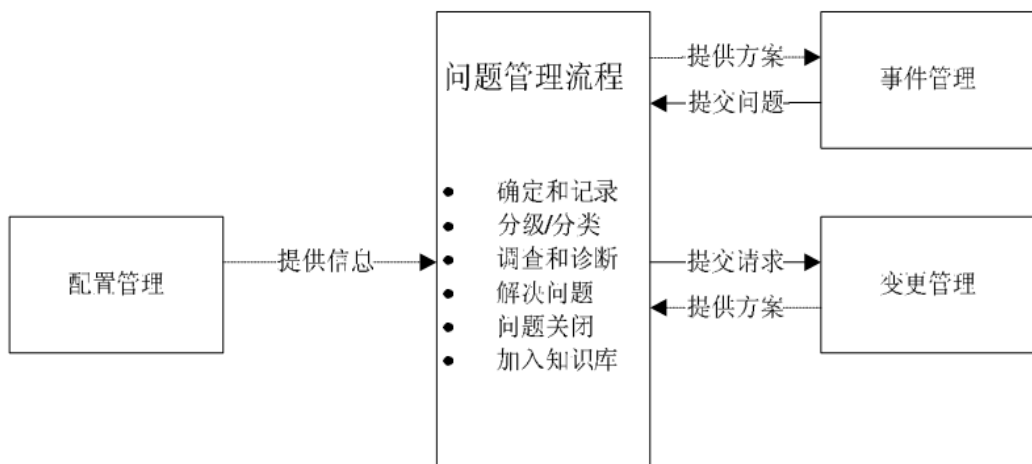 问题管理流程
提供方案
提交问题
事件管理
● 确定和记录
● 分级/分类
● 调查和诊断
● 解决问题
● 问题关闭
● 加入知识库
配置管理
提供信息
提交请求
提供方案
变更管理